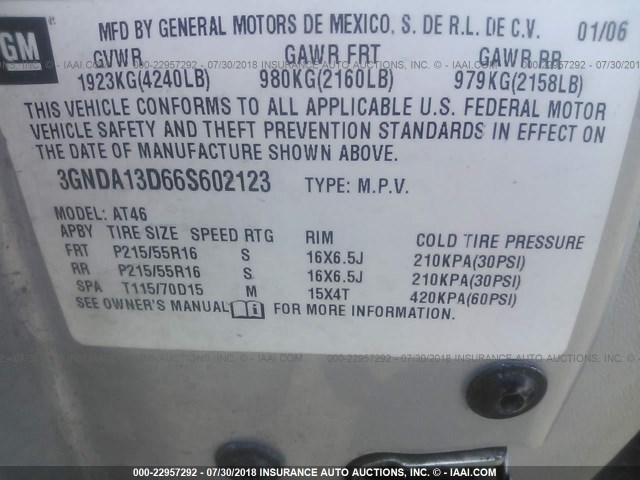 GM
MFD BY GENERAL MOTORS DE MEXICO, S. DE R.L. DE C.V. 01/06
GVWR GAWR FRT GAWR RR
1923KG(4240LB) 980KG(2160LB) 979KG(2158LB)
THIS VEHICLE CONFORMS TO ALL APPLICABLE U.S. FEDERAL MOTOR
VEHICLE SAFETY AND THEFT PREVENTION STANDARDS IN EFFECT ON
THE DATE OF MANUFACTURE SHOWN ABOVE.
3GNDA13D66S602123 TYPE: M.P.V.
MODEL: AT46
APBY TIRE SIZE SPEED RTG RIM COLD TIRE PRESSURE
FRT P215/55R16 S 16X6.5J 210KPA(30PSI)
RR P215/55R16 S 16X6.5J 210KPA(30PSI)
SPA T115/70D15 M 15X4T 420KPA(60PSI)
SEE OWNER'S MANUAL i FOR MORE INFORMATION.
000-22957292 - 07/30/2018 INSURANCE AUTO AUCTIONS, INC. - © - IAAI.COM